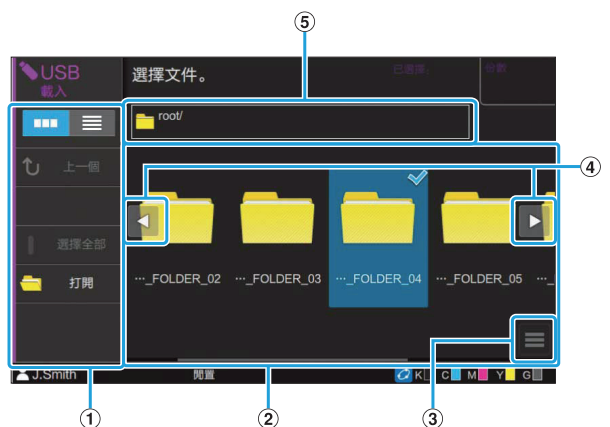 ⑤
USB
載入
選擇文件。
已選擇:
份數
root/
上一個
④
選擇全部
打開
…_FOLDER_02
…_FOLDER_03
…_FOLDER_04
…_FOLDER_05
…_
J.Smith
閒置
K C M Y G
①
②
③